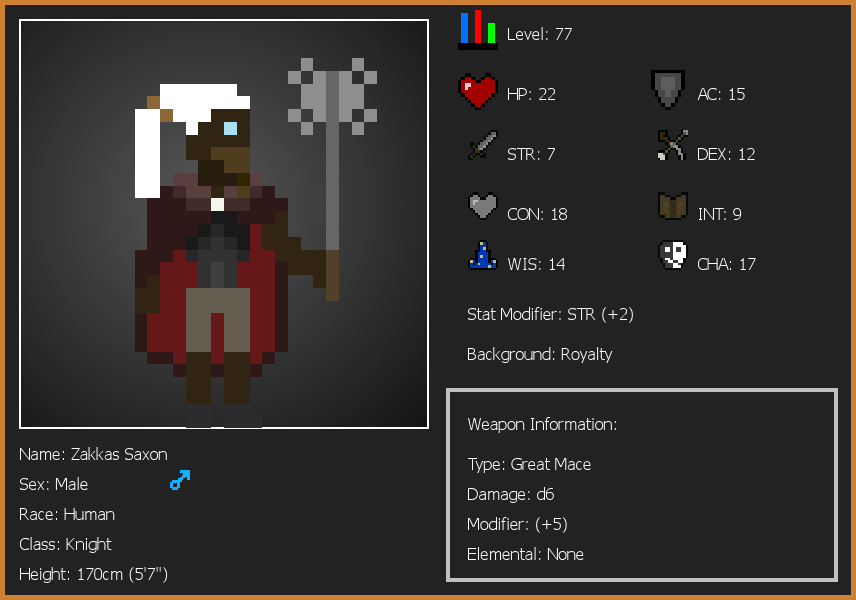 Level: 77
HP: 22
AC: 15
STR: 7
DEX: 12
CON: 18
INT: 9
WIS: 14
CHA: 17
Stat Modifier: STR (+2)
Background: Royalty
Weapon Information:
Type: Great Mace
Damage: d6
Modifier: (+5)
Elemental: None
Name: Zakkas Saxon
Sex: Male
Race: Human
Class: Knight
Height: 170cm (5'7")